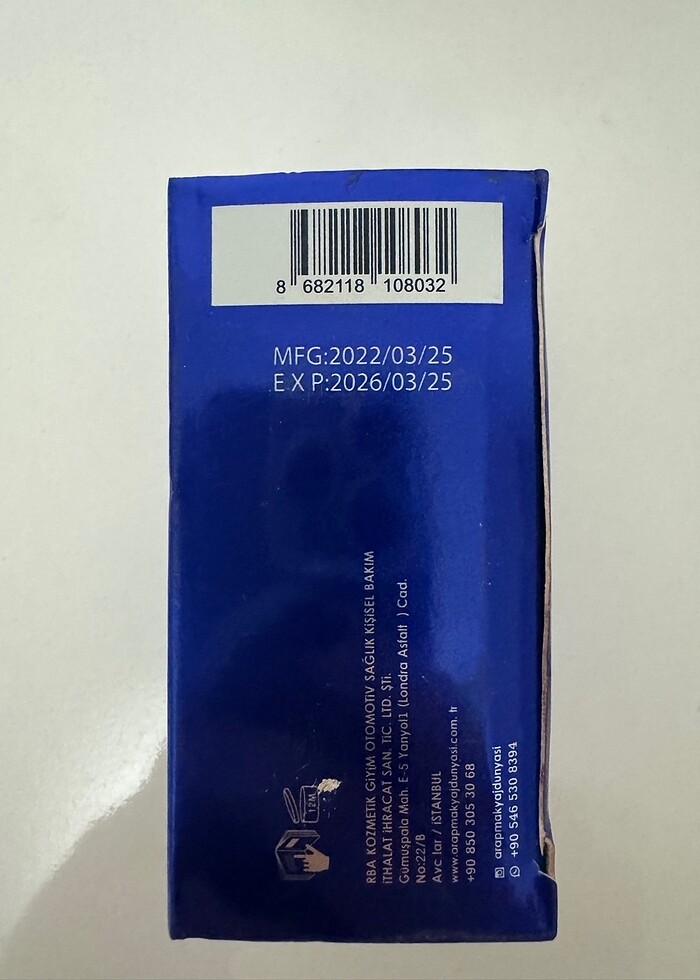 8 682118 108032
MFG:2022/03/25
E X P:2026/03/25
12M
RBA KOZMETİK GİYİM OTOMOTİV SAĞLIK KİŞİSEL BAKIM
İTHALAT İHRACAT SAN. TİC. LTD. ŞTİ.
Gümüşpala Mah. E-5 Yanyol1 (Londra Asfalt ) Cad.
No:22/B
Avc lar / İSTANBUL
www.arapmakyajdunyasi.com.tr
+90 850 305 30 68
arapmakyajdunyasi
+90 546 530 8394